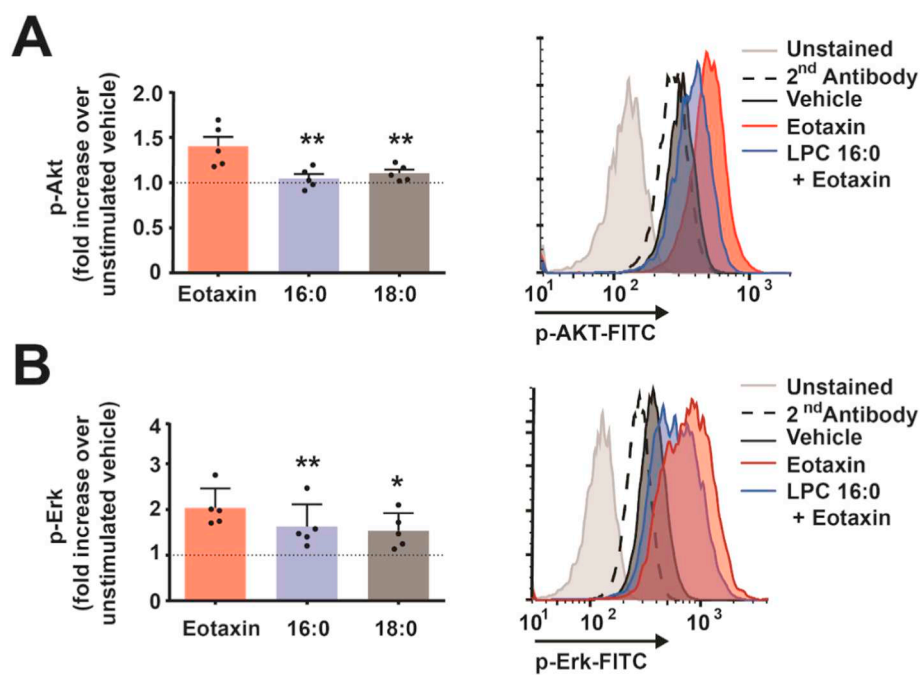 A
p-Akt
(fold increase over
unstimulated vehicle)
2.0
1.5
1.0
0.5
0
**
**
Eotaxin
16:0
18:0
Unstained
2nd Antibody
Vehicle
Eotaxin
LPC 16:0
+ Eotaxin
101
102
103
p-AKT-FITC
B
p-Erk
(fold increase over
unstimulated vehicle)
4
3
2
1
0
**
*
Eotaxin
16:0
18:0
Unstained
2nd Antibody
Vehicle
Eotaxin
LPC 16:0
+ Eotaxin
101
102
103
p-Erk-FITC